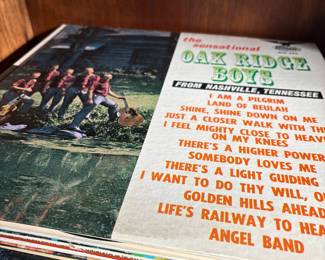 the
sensational
OAK RIDGE
BOYS
FROM NASHVILLE, TENNESSEE
I AM A PILGRIM
LAND OF BEULAH
SHINE, SHINE DOWN ON ME
JUST A CLOSER WALK WITH
I FEEL MIGHTY CLOSE TO HEAV
ON MY KNEES
THERE'S A HIGHER POWER
SOMEBODY LOVES ME
THERE'S A LIGHT GUIDING
I WANT TO DO THY WILL, O
GOLDEN HILLS AHEAD
LIFE'S RAILWAY TO HEA
ANGEL BAND